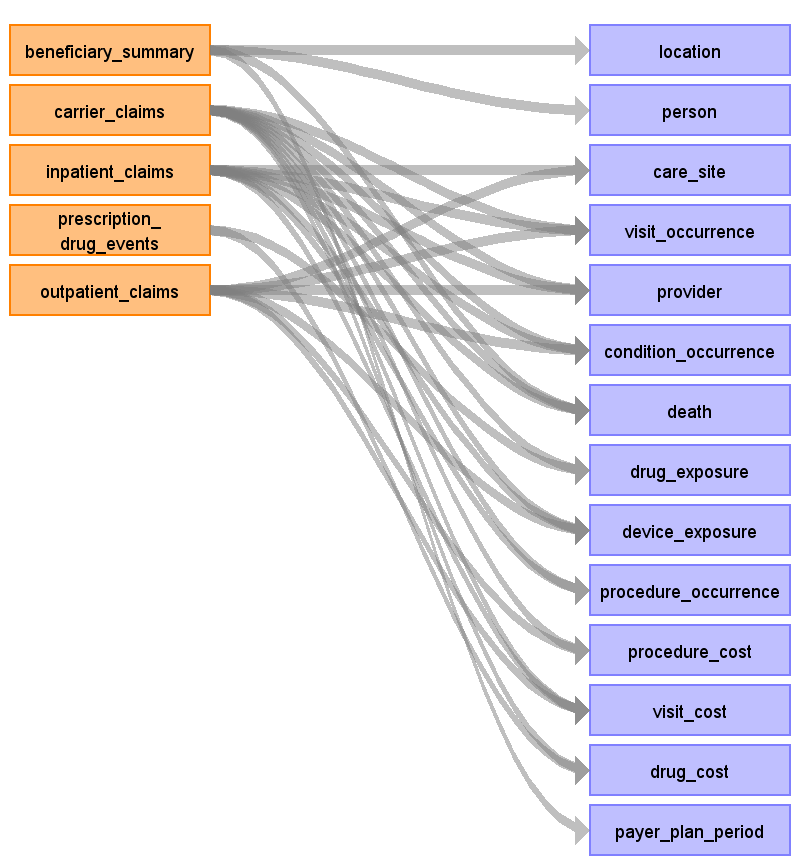 beneficiary_summary
carrier_claims
inpatient_claims
prescription_
drug_events
outpatient_claims
location
person
care_site
visit_occurrence
provider
condition_occurrence
death
drug_exposure
device_exposure
procedure_occurrence
procedure_cost
visit_cost
drug_cost
payer_plan_period